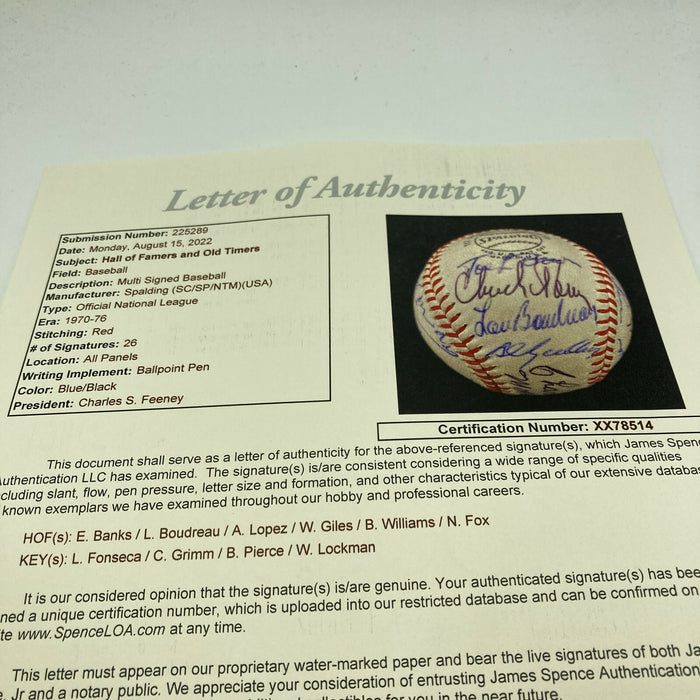 Letter of Authenticity
Submission Number: 225289
Date: Monday, August 15, 2022
Subject: Hall of Famers and Old Timers
Field: Baseball
Description: Multi Signed Baseball
Manufacturer: Spalding (SC/SP/NTM)(USA)
Type: Official National League
Era: 1970-76
Stitching: Red
# of Signatures: 26
Location: All Panels
Writing Implement: Ballpoint Pen
Color: Blue/Black
President: Charles S. Feeney
Spalding
Lou Boudreau
Certification Number: XX78514
This document shall serve as a letter of authenticity for the above-referenced signature(s), which James Spence
Authentication LLC has examined. The signature(s) is/are consistent considering a wide range of specific qualities
cluding slant, flow, pen pressure, letter size and formation, and other characteristics typical of our extensive databas
known exemplars we have examined throughout our hobby and professional careers.
HOF(s): E. Banks / L. Boudreau / A. Lopez / W. Giles / B. Williams / N. Fox
KEY(s): L. Fonseca / C. Grimm / B. Pierce / W. Lockman
It is our considered opinion that the signature(s) is/are genuine. Your authenticated signature(s) has bee
ned a unique certification number, which is uploaded into our restricted database and can be confirmed on
te www.SpenceLOA.com at any time.
This letter must appear on our proprietary water-marked paper and bear the live signatures of both Ja
, Jr and a notary public. We appreciate your consideration of entrusting James Spence Authentication
for you in the near future.